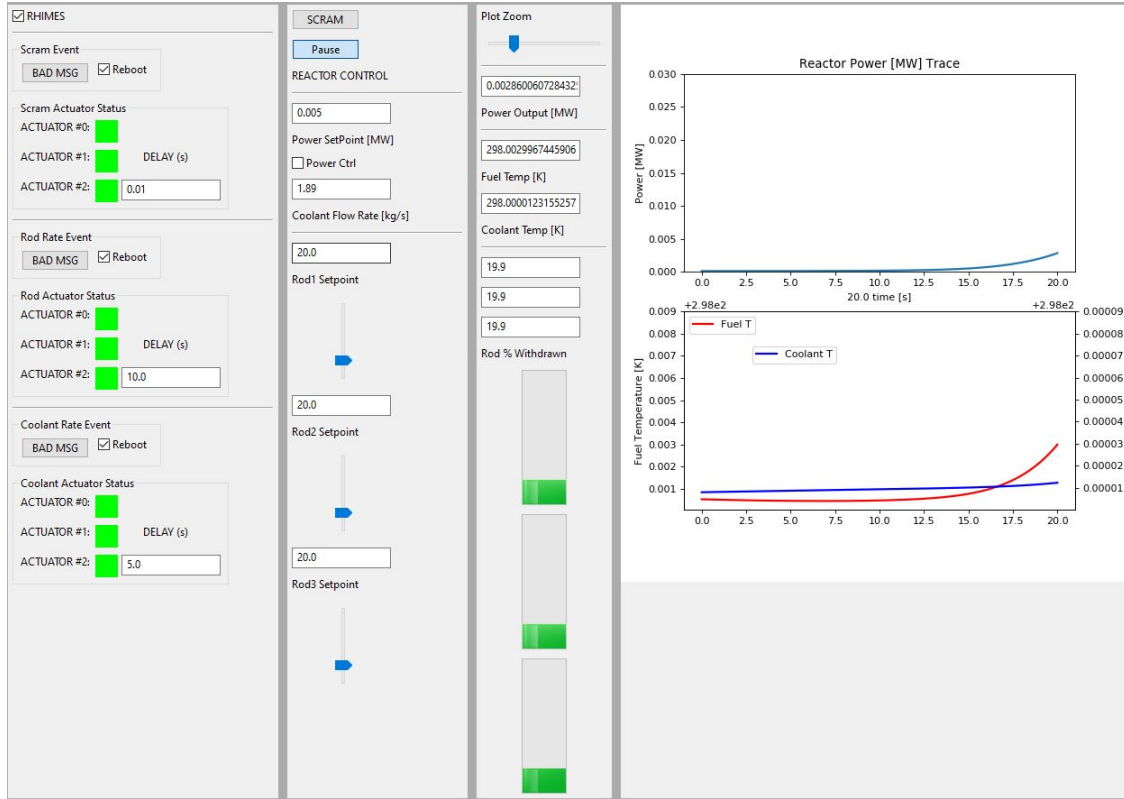 RHIMES
Scram Event
BAD MSG
Reboot
Scram Actuator Status
ACTUATOR #0:
ACTUATOR #1:
DELAY (s)
ACTUATOR #2:
0.01
Rod Rate Event
BAD MSG
Reboot
Rod Actuator Status
ACTUATOR #0:
ACTUATOR #1:
DELAY (s)
ACTUATOR #2:
10.0
Coolant Rate Event
BAD MSG
Reboot
Coolant Actuator Status
ACTUATOR #0:
ACTUATOR #1:
DELAY (s)
ACTUATOR #2:
5.0
SCRAM
Pause
REACTOR CONTROL
0.005
Power SetPoint [MW]
Power Ctrl
1.89
Coolant Flow Rate [kg/s]
20.0
Rod1 Setpoint
20.0
Rod2 Setpoint
20.0
Rod3 Setpoint
Plot Zoom
0.002860060728432
Power Output [MW]
298.0029967445906
Fuel Temp [K]
298.0000123155257
Coolant Temp [K]
19.9
19.9
19.9
Rod % Withdrawn
Reactor Power [MW] Trace
Power [MW]
0.030
0.025
0.020
0.015
0.010
0.005
0.000
0.0 2.5 5.0 7.5 10.0 12.5 15.0 17.5 20.0
20.0 time [s]
+2.98e2
+2.98e2
Fuel T
Coolant T
Fuel Temperature [K]
0.009
0.008
0.007
0.006
0.005
0.004
0.003
0.002
0.001
0.00009
0.00008
0.00007
0.00006
0.00005
0.00004
0.00003
0.00002
0.00001
0.0 2.5 5.0 7.5 10.0 12.5 15.0 17.5 20.0